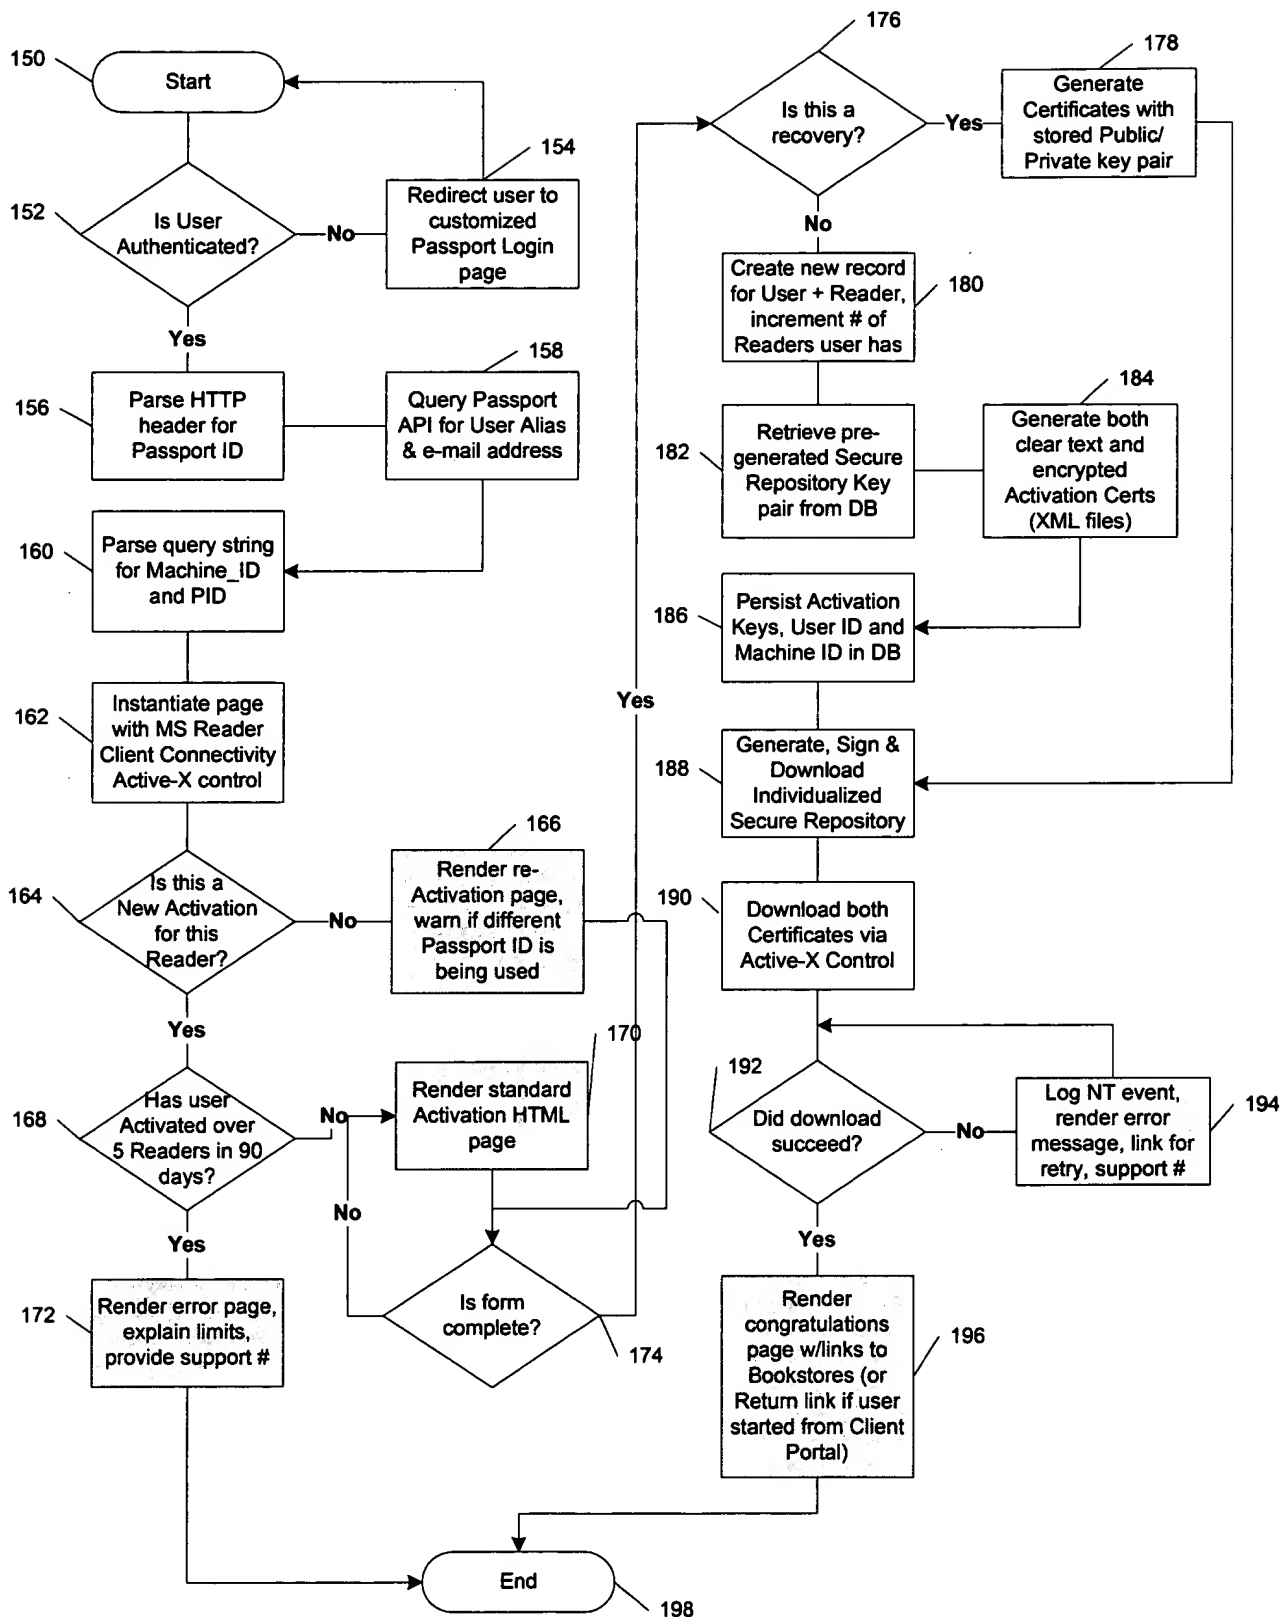 150
Start
154
Redirect user to
customized
Passport Login
page
152
Is User
Authenticated?
No
Yes
158
156
Parse HTTP
header for
Passport ID
Query Passport
API for User Alias
& e-mail address
160
Parse query string
for Machine_ID
and PID
162
Instantiate page
with MS Reader
Client Connectivity
Active-X control
166
164
Is this a
New Activation
for this
Reader?
No
Render re-
Activation page,
warn if different
Passport ID is
being used
Yes
170
168
Has user
Activated over
5 Readers in 90
days?
No
Render standard
Activation HTML
page
No
Yes
172
Render error page,
explain limits,
provide support #
Is form
complete?
174
Yes
176
Is this a
recovery?
Yes
178
Generate
Certificates with
stored Public/
Private key pair
No
Create new record
for User + Reader,
increment # of
Readers user has
180
184
182
Retrieve pre-
generated Secure
Repository Key
pair from DB
Generate both
clear text and
encrypted
Activation Certs
(XML files)
186
Persist Activation
Keys, User ID and
Machine ID in DB
188
Generate, Sign &
Download
Individualized
Secure Repository
190
Download both
Certificates via
Active-X Control
192
Did download
succeed?
No
Log NT event,
render error
message, link for
retry, support #
194
Yes
Render
congratulations
page w/links to
Bookstores (or
Return link if user
started from Client
Portal)
196
End
198